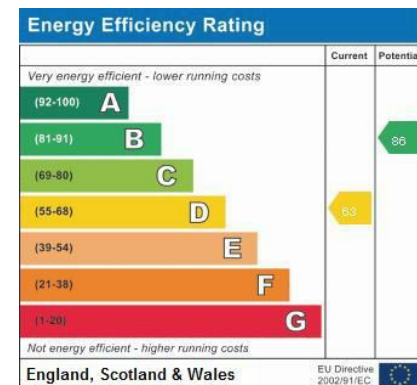 Energy Efficiency Rating
Current Potentia
Very energy efficient - lower running costs
(92-100) A
(81-91) B
86
(69-80) C
(55-68) D
63
(39-54) E
(21-38) F
(1-20) G
Not energy efficient - higher running costs
England, Scotland & Wales
EU Directive
2002/91/EC